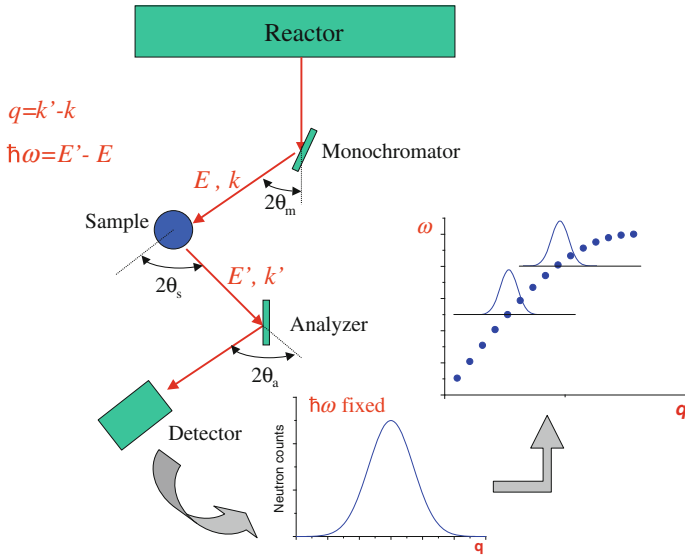 Reactor
q=k'-k
ħω=E'- E
Monochromator
E , k
2θm
Sample
2θs
E', k'
Analyzer
2θa
Detector
ω
q
ħω fixed
Neutron counts
q